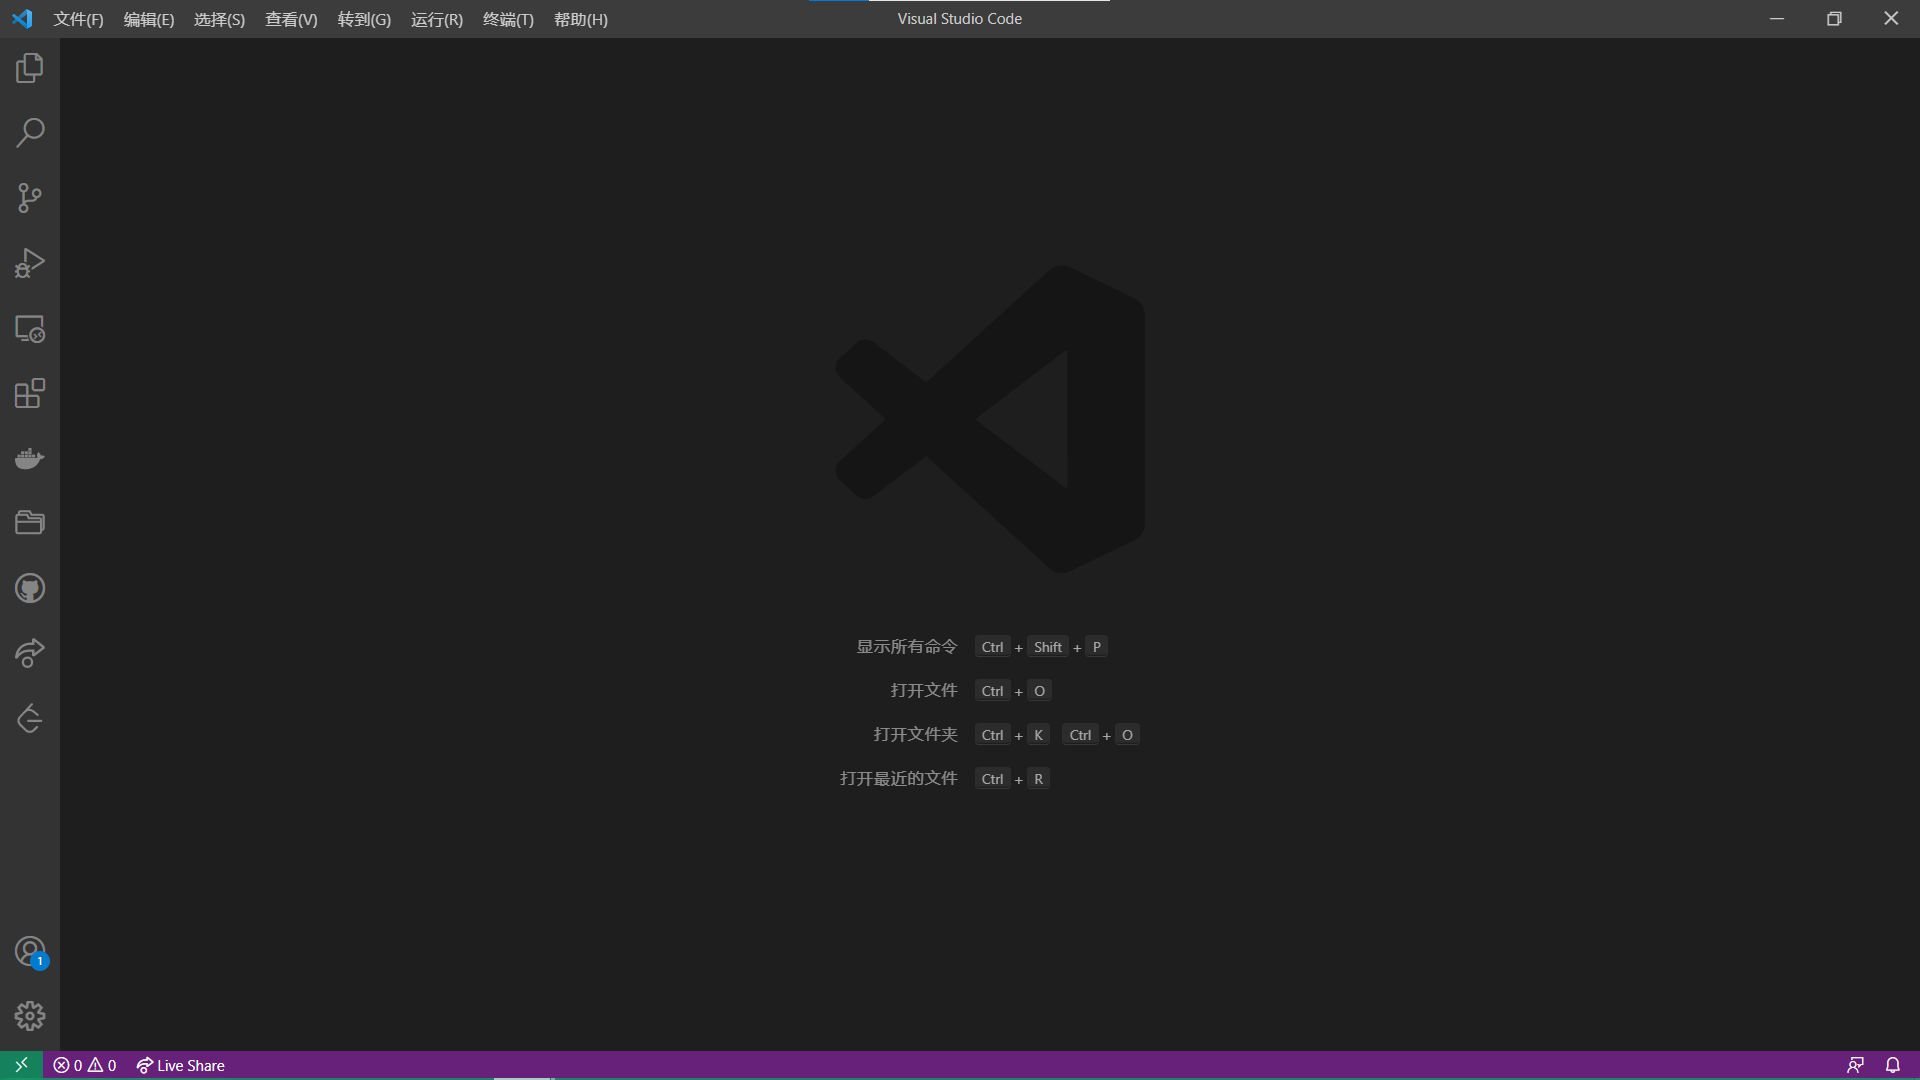 文件(F) 编辑(E) 选择(S) 查看(V) 转到(G) 运行(R) 终端(T) 帮助(H) Visual Studio Code
显示所有命令 Ctrl + Shift + P
打开文件 Ctrl + O
打开文件夹 Ctrl + K Ctrl + O
打开最近的文件 Ctrl + R
1
0 0 Live Share